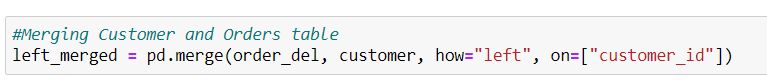 #Merging Customer and Orders table
left_merged = pd.merge(order_del, customer, how="left", on=["customer_id"])